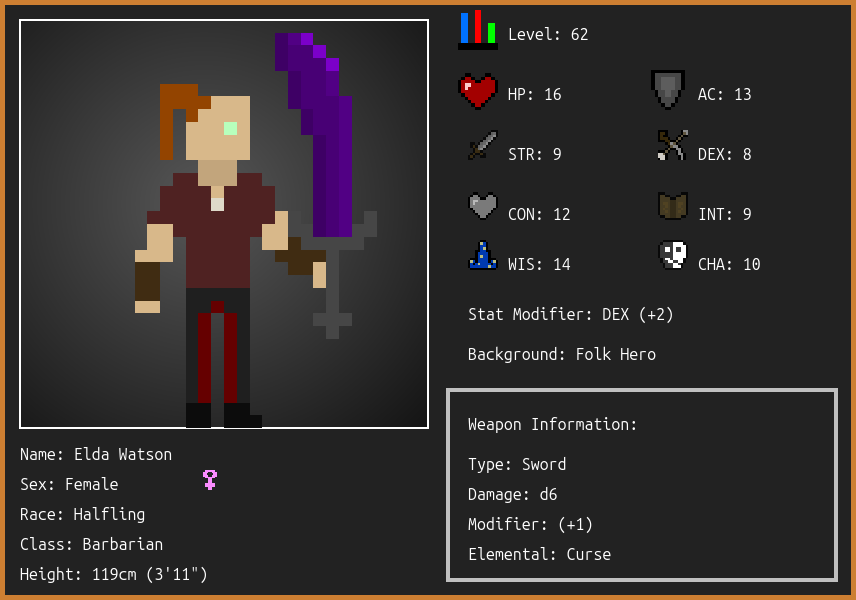 Level: 62
HP: 16
AC: 13
STR: 9
DEX: 8
CON: 12
INT: 9
WIS: 14
CHA: 10
Stat Modifier: DEX (+2)
Background: Folk Hero
Weapon Information:
Type: Sword
Damage: d6
Modifier: (+1)
Elemental: Curse
Name: Elda Watson
Sex: Female
Race: Halfling
Class: Barbarian
Height: 119cm (3'11")